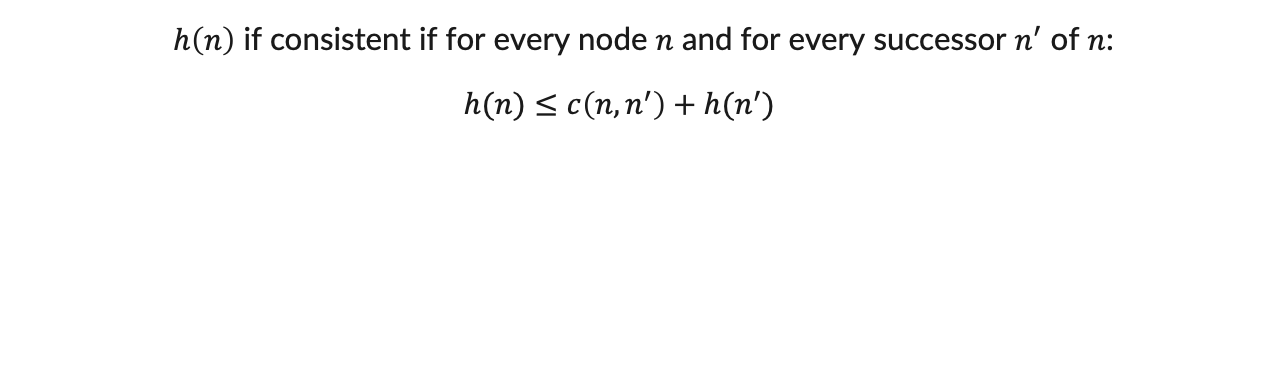 h(n) if consistent if for every node n and for every successor n′ of n:
h(n) ≤ c(n, n′) + h(n′)